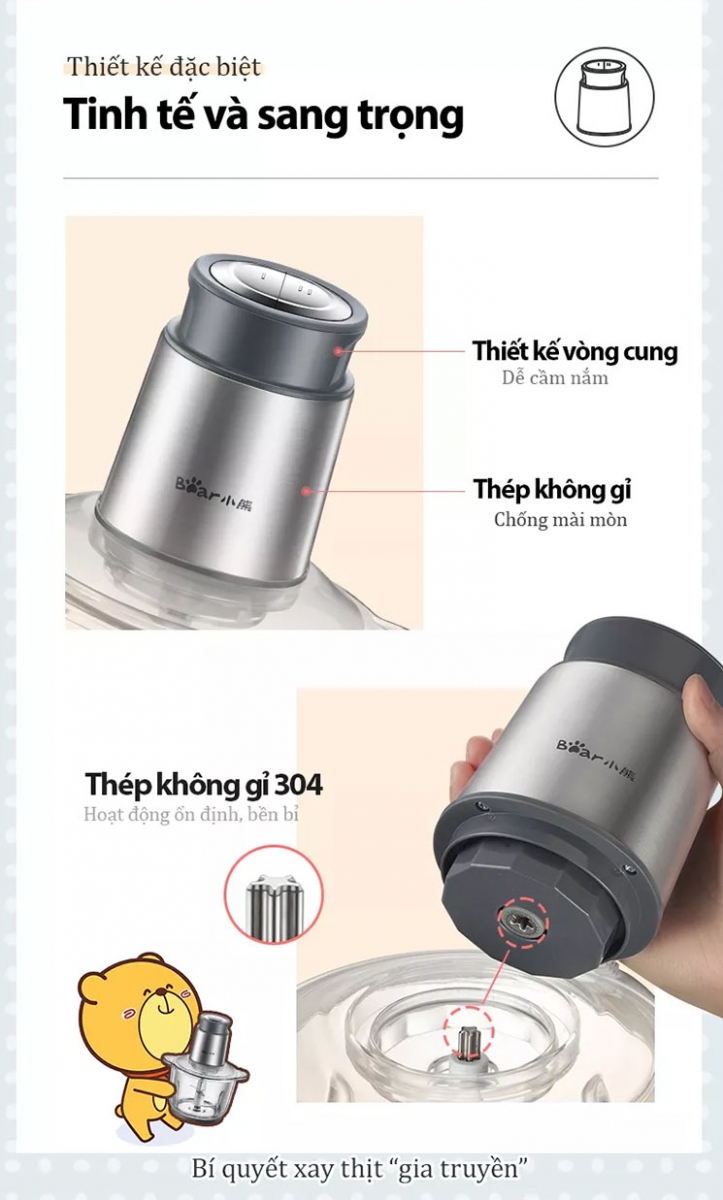 Thiết kế đặc biệt
Tinh tế và sang trọng
Thiết kế vòng cung
Dễ cầm nắm
Bear小熊
Thép không gỉ
Chống mài mòn
Bear小熊
Thép không gỉ 304
Hoạt động ổn định, bền bỉ
Bí quyết xay thịt “gia truyền”